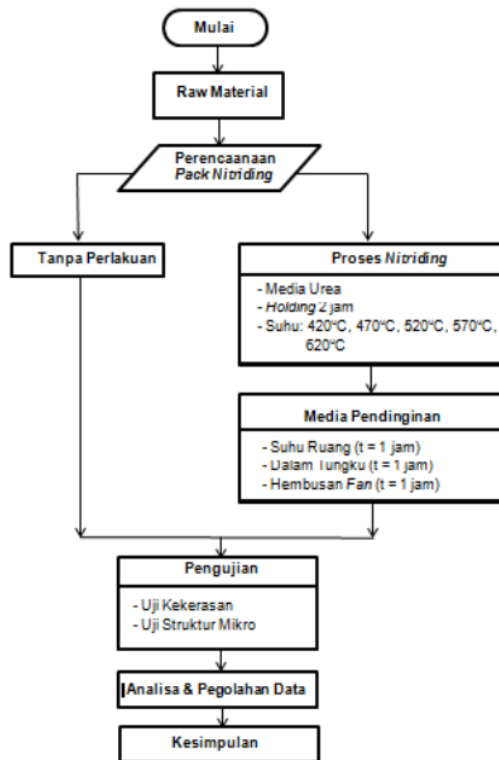 Mulai
Raw Material
Perencaanaan
Pack Nitriding
Tanpa Perlakuan
Proses Nitriding
- Media Urea
- Holding 2 jam
- Suhu: 420°C, 470°C, 520°C, 570°C,
620°C
Media Pendinginan
- Suhu Ruang (t = 1 jam)
- Dalam Tungku (t = 1 jam)
- Hembusan Fan (t = 1 jam)
Pengujian
- Uji Kekerasan
- Uji Struktur Mikro
Analisa & Pegolahan Data
Kesimpulan